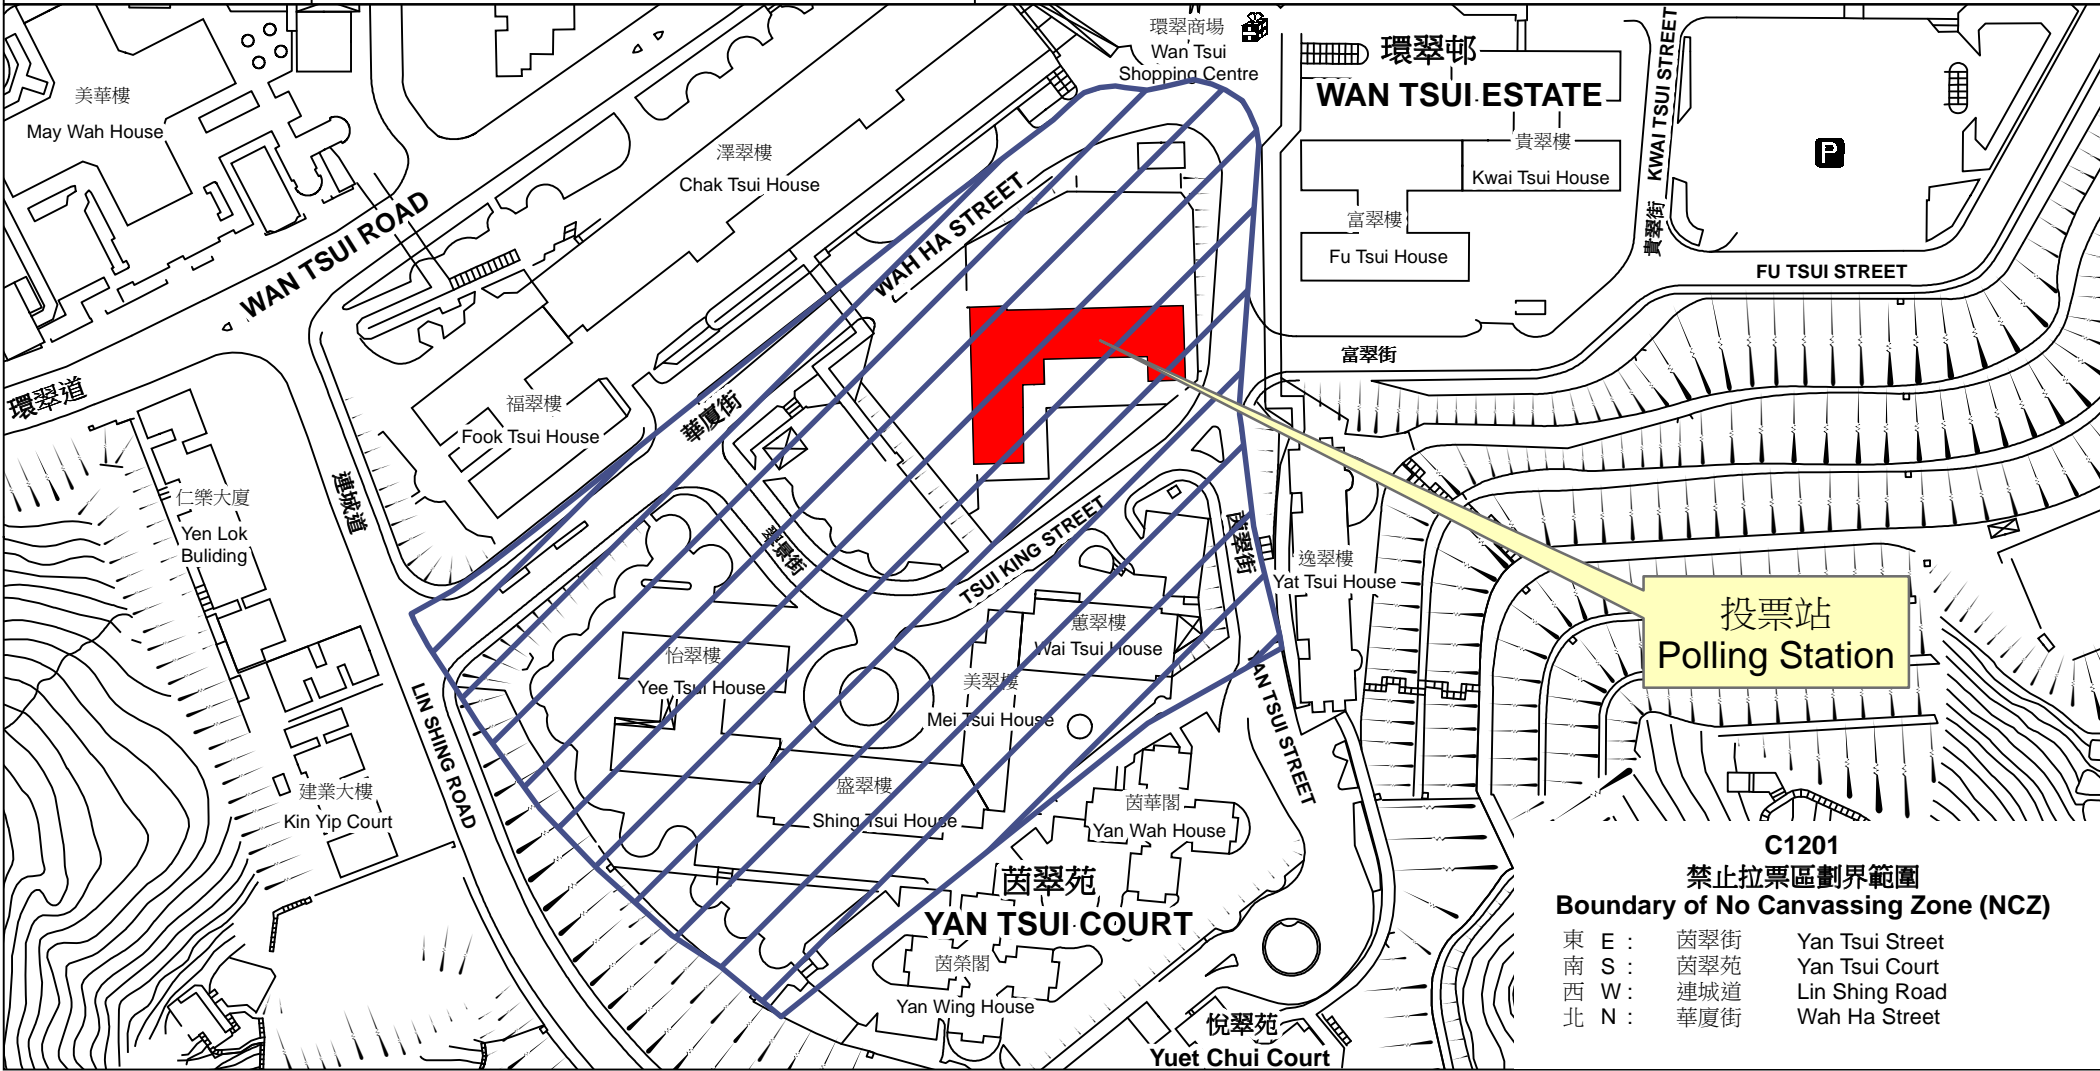 環翠商場
Wan Tsui
Shopping Centre
環翠邨
WAN TSUI ESTATE
KWAI TSUI STREET
貴翠街
美華樓
May Wah House
澤翠樓
Chak Tsui House
貴翠樓
Kwai Tsui House
P
富翠樓
Fu Tsui House
FU TSUI STREET
富翠街
WAN TSUI ROAD
環翠道
WAH HA STREET
華廈街
福翠樓
Fook Tsui House
連城道
仁樂大廈
Yen Lok
Buliding
翠景街
TSUI KING STREET
茵翠街
逸翠樓
Yat Tsui House
投票站
Polling Station
蕙翠樓
Wai Tsui House
怡翠樓
Yee Tsui House
美翠樓
Mei Tsui House
YAN TSUI STREET
LIN SHING ROAD
建業大樓
Kin Yip Court
盛翠樓
Shing Tsui House
茵華閣
Yan Wah House
茵翠苑
YAN TSUI COURT
茵榮閣
Yan Wing House
悅翠苑
Yuet Chui Court
C1201
禁止拉票區劃界範圍
Boundary of No Canvassing Zone (NCZ)
東 E : 茵翠街 Yan Tsui Street
南 S : 茵翠苑 Yan Tsui Court
西 W : 連城道 Lin Shing Road
北 N : 華廈街 Wah Ha Street